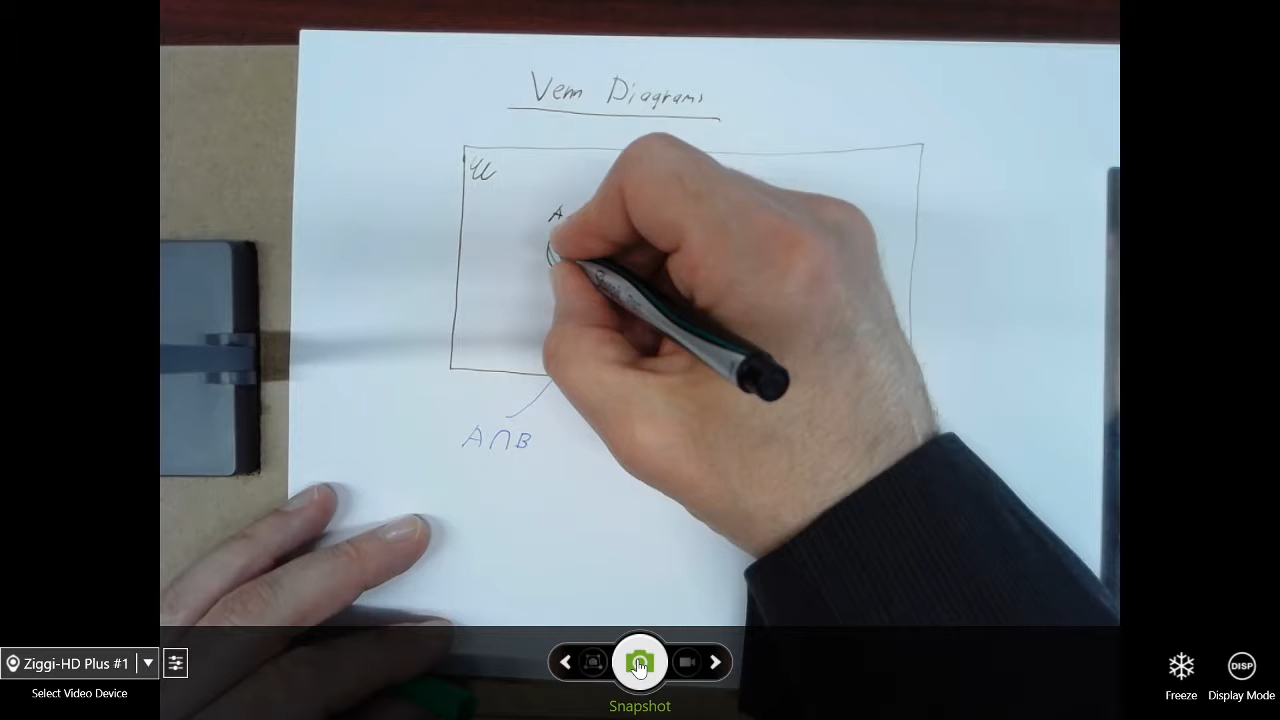 Venn Diagrams
U
A
A∩B
Ziggi-HD Plus #1
Select Video Device
Snapshot
Freeze
DISP
Display Mode